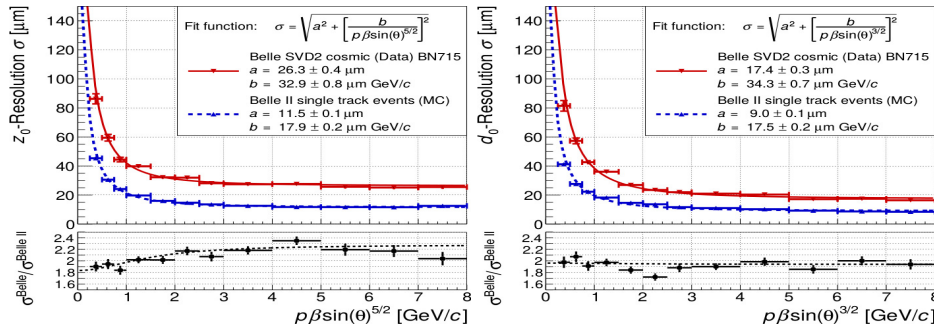 z₀-Resolution σ [μm]
140
120
100
80
60
40
20
0
Fit function: σ = √a² + [b / pβsin(θ)^5/2]²
Belle SVD2 cosmic (Data) BN715
a = 26.3 ± 0.4 μm
b = 32.9 ± 0.8 μm GeV/c
Belle II single track events (MC)
a = 11.5 ± 0.1 μm
b = 17.9 ± 0.2 μm GeV/c
σ^Belle/σ^Belle II
2.4
2.2
2
1.8
1.6
0 1 2 3 4 5 6 7 8
pβsin(θ)^5/2 [GeV/c]
d₀-Resolution σ [μm]
140
120
100
80
60
40
20
0
Fit function: σ = √a² + [b / pβsin(θ)^3/2]²
Belle SVD2 cosmic (Data) BN715
a = 17.4 ± 0.3 μm
b = 34.3 ± 0.7 μm GeV/c
Belle II single track events (MC)
a = 9.0 ± 0.1 μm
b = 17.5 ± 0.2 μm GeV/c
σ^Belle/σ^Belle II
2.4
2.2
2
1.8
1.6
0 1 2 3 4 5 6 7 8
pβsin(θ)^3/2 [GeV/c]